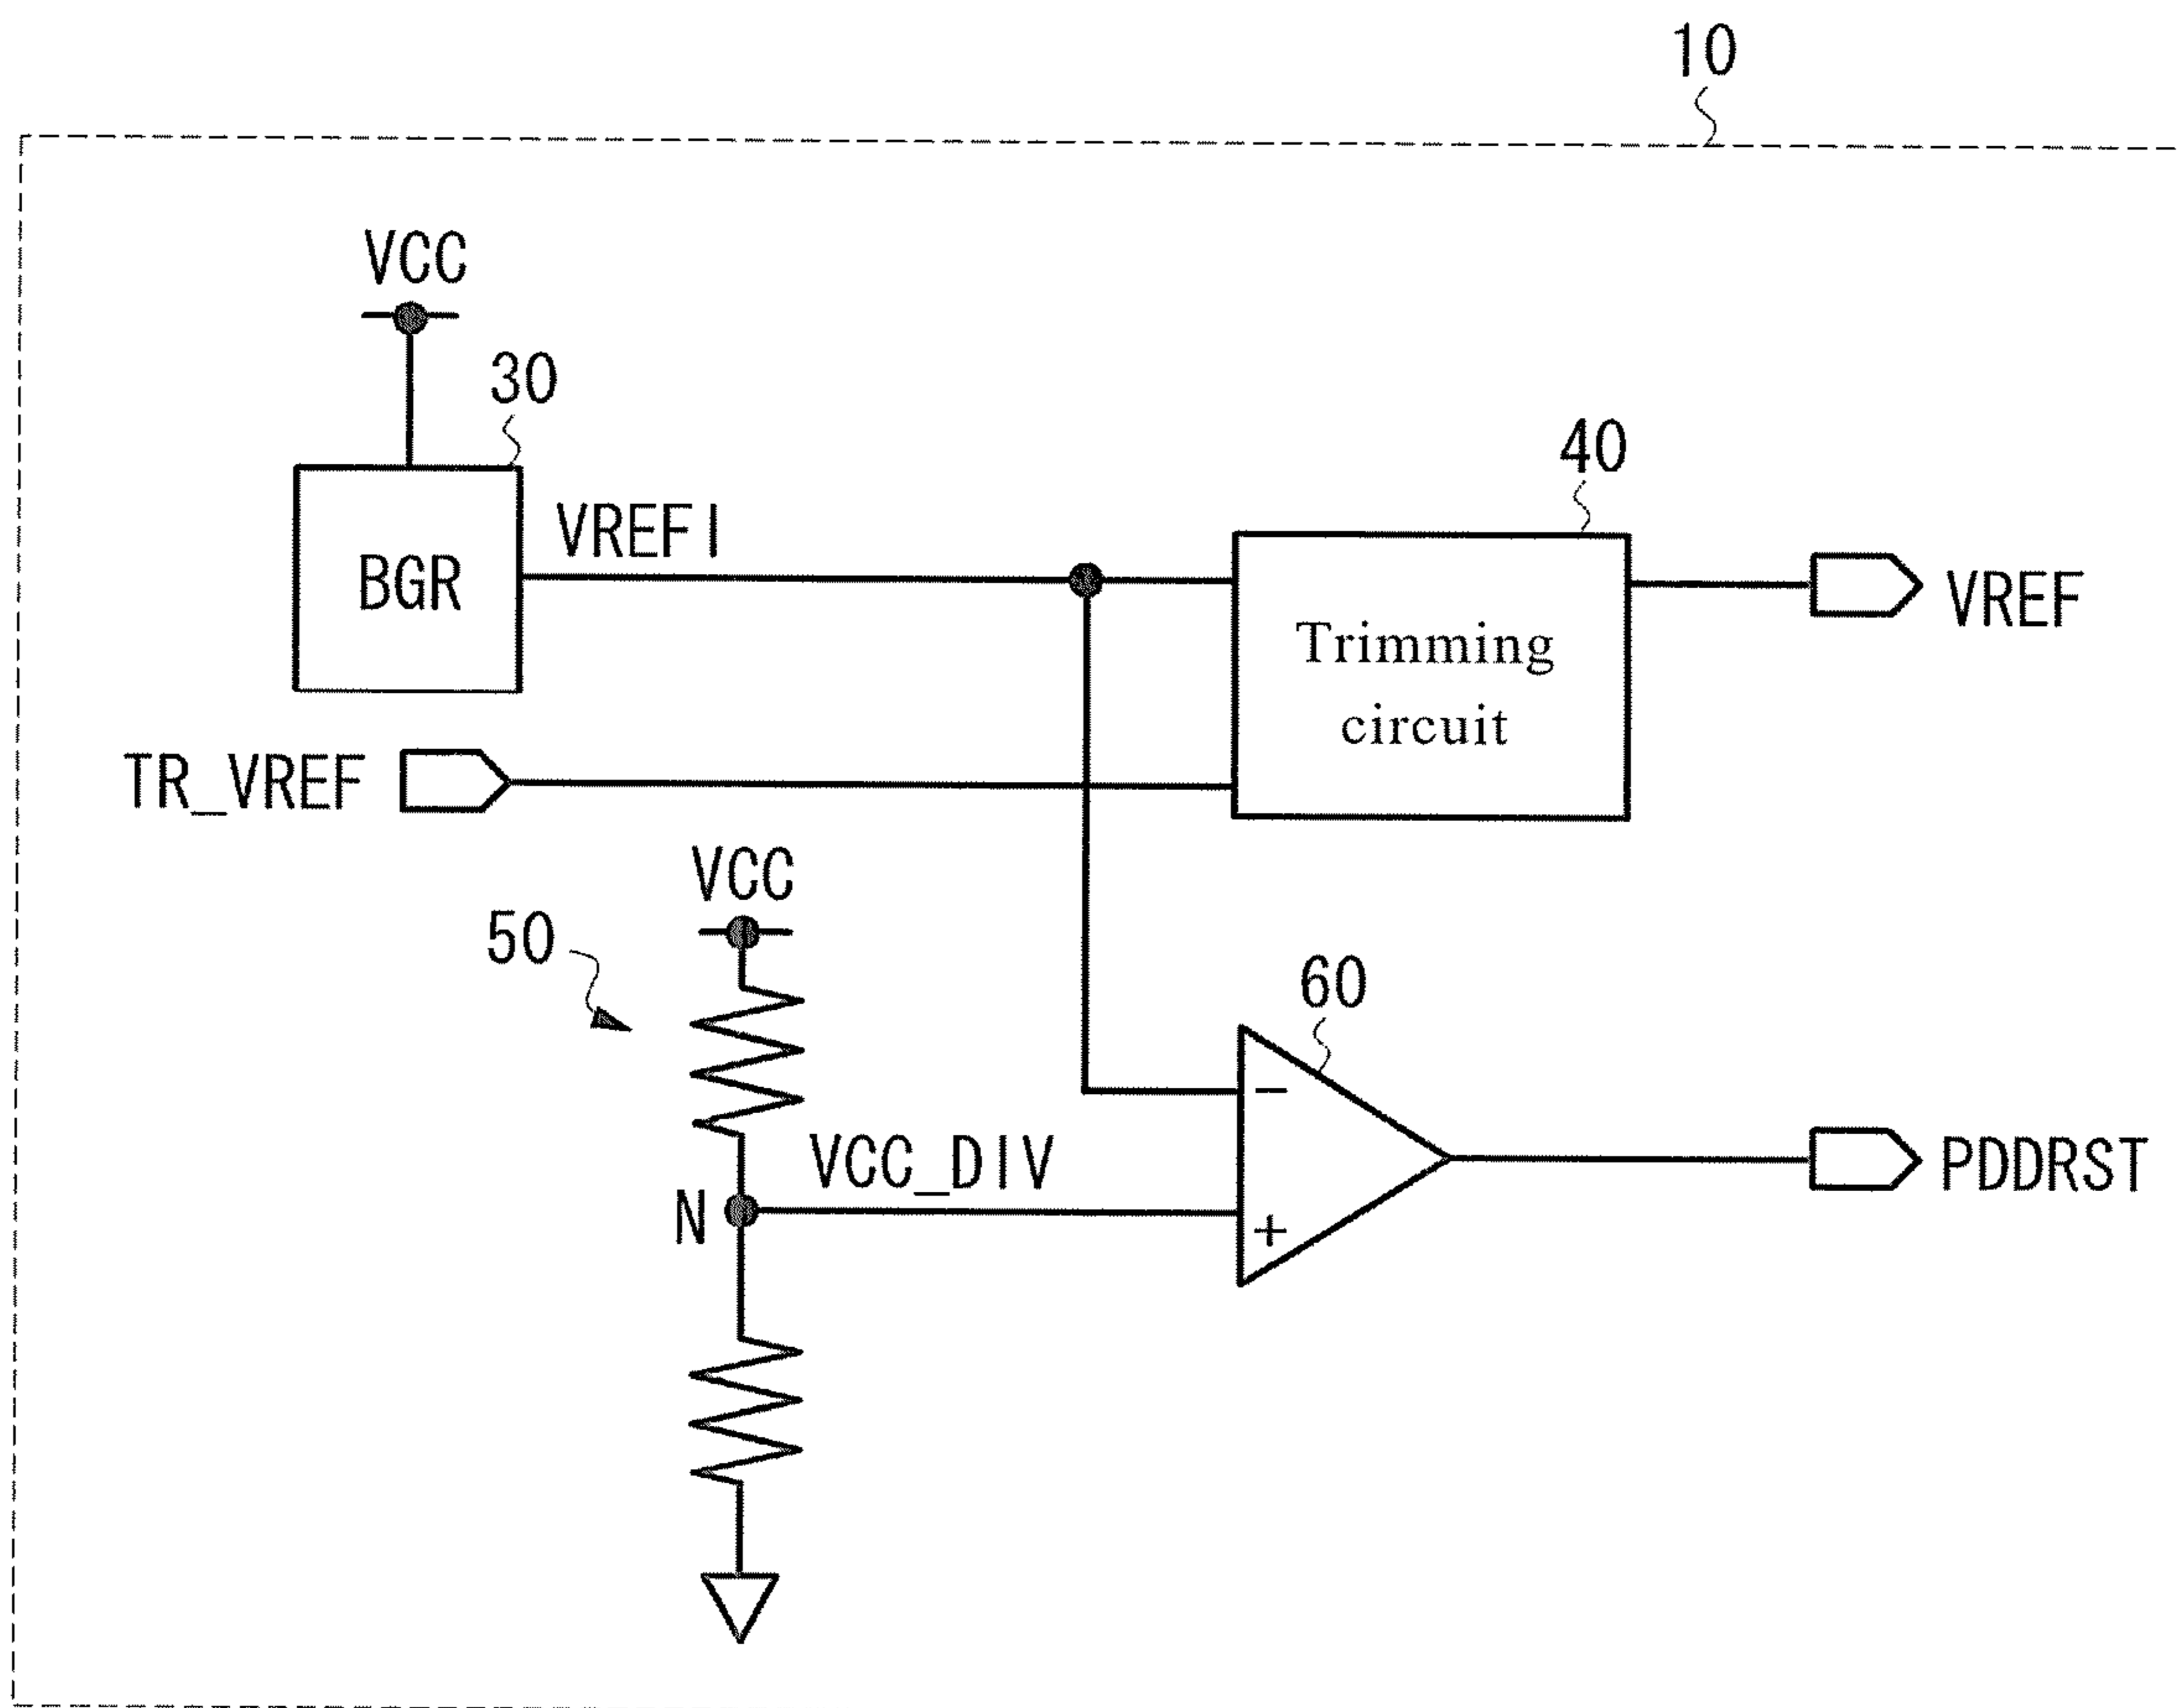 10
VCC
30
BGR
VREFI
40
Trimming
circuit
VREF
TR_VREF
VCC
50
60
−
VCC_DIV
N
+
PDDRST